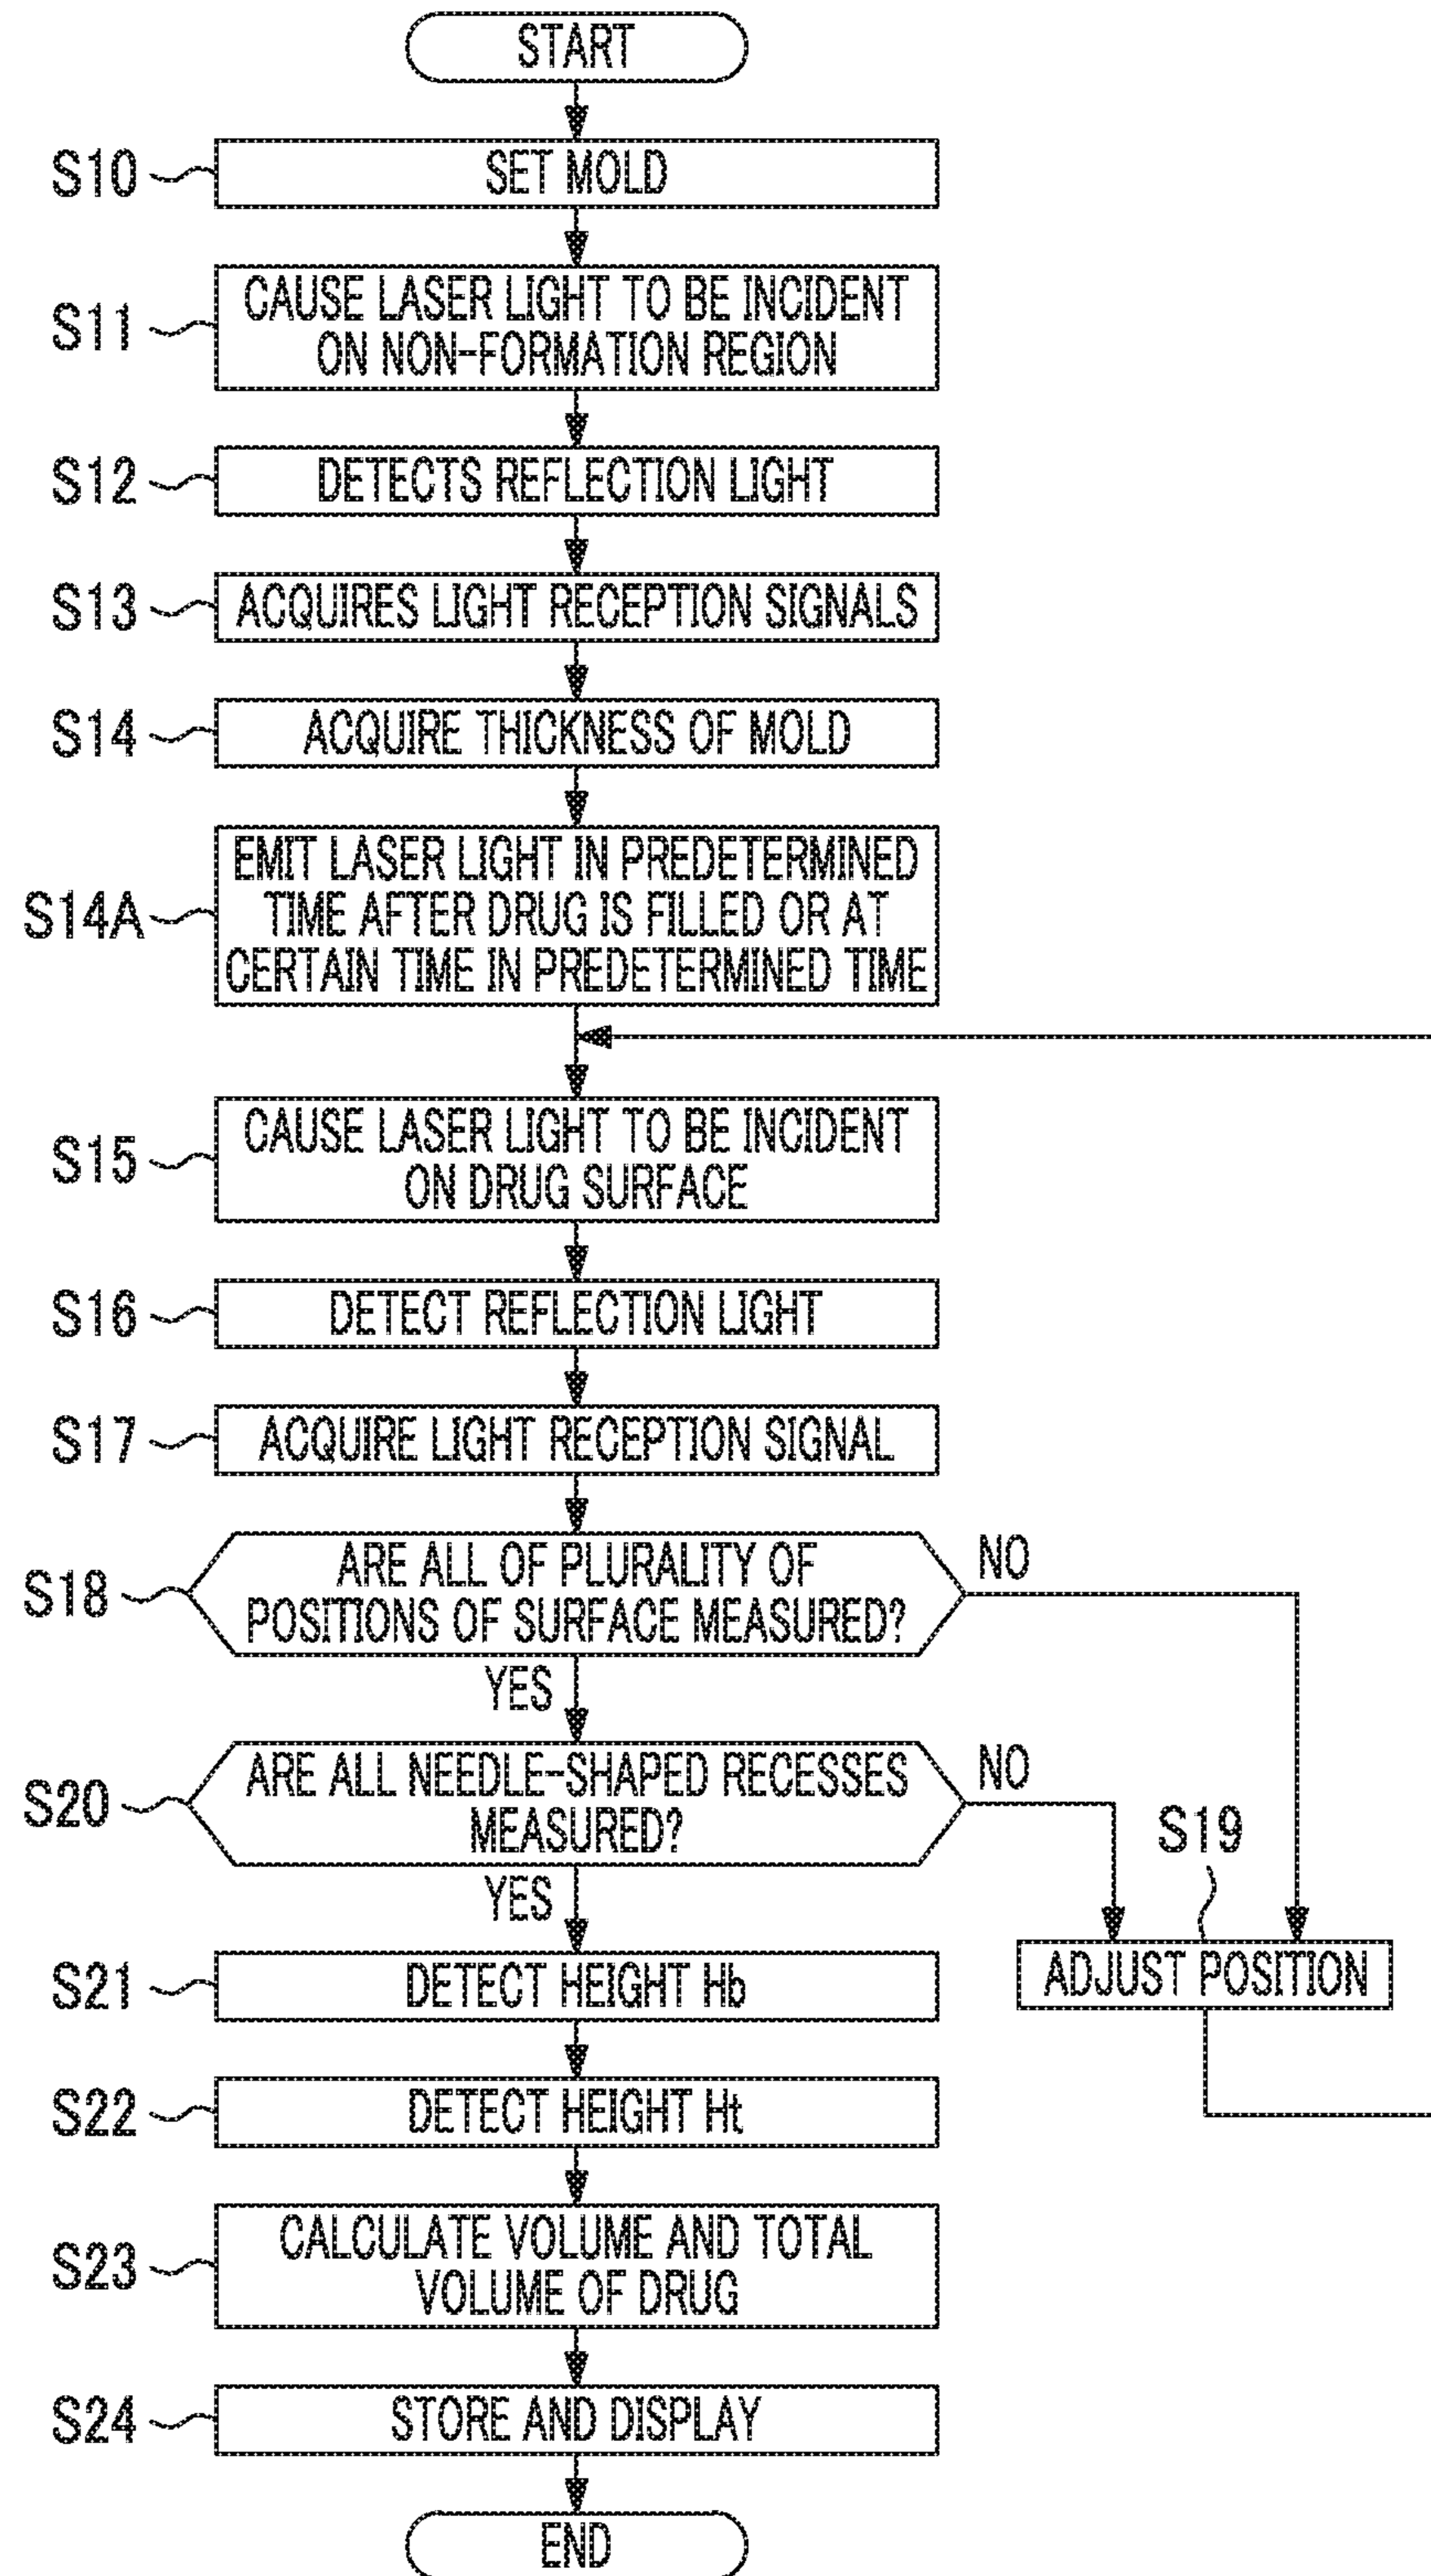 START
S10
SET MOLD
S11
CAUSE LASER LIGHT TO BE INCIDENT
ON NON-FORMATION REGION
S12
DETECTS REFLECTION LIGHT
S13
ACQUIRES LIGHT RECEPTION SIGNALS
S14
ACQUIRE THICKNESS OF MOLD
S14A
EMIT LASER LIGHT IN PREDETERMINED
TIME AFTER DRUG IS FILLED OR AT
CERTAIN TIME IN PREDETERMINED TIME
S15
CAUSE LASER LIGHT TO BE INCIDENT
ON DRUG SURFACE
S16
DETECT REFLECTION LIGHT
S17
ACQUIRE LIGHT RECEPTION SIGNAL
S18
ARE ALL OF PLURALITY OF
POSITIONS OF SURFACE MEASURED?
NO
YES
S20
ARE ALL NEEDLE-SHAPED RECESSES
MEASURED?
NO
YES
S19
ADJUST POSITION
S21
DETECT HEIGHT Hb
S22
DETECT HEIGHT Ht
S23
CALCULATE VOLUME AND TOTAL
VOLUME OF DRUG
S24
STORE AND DISPLAY
END